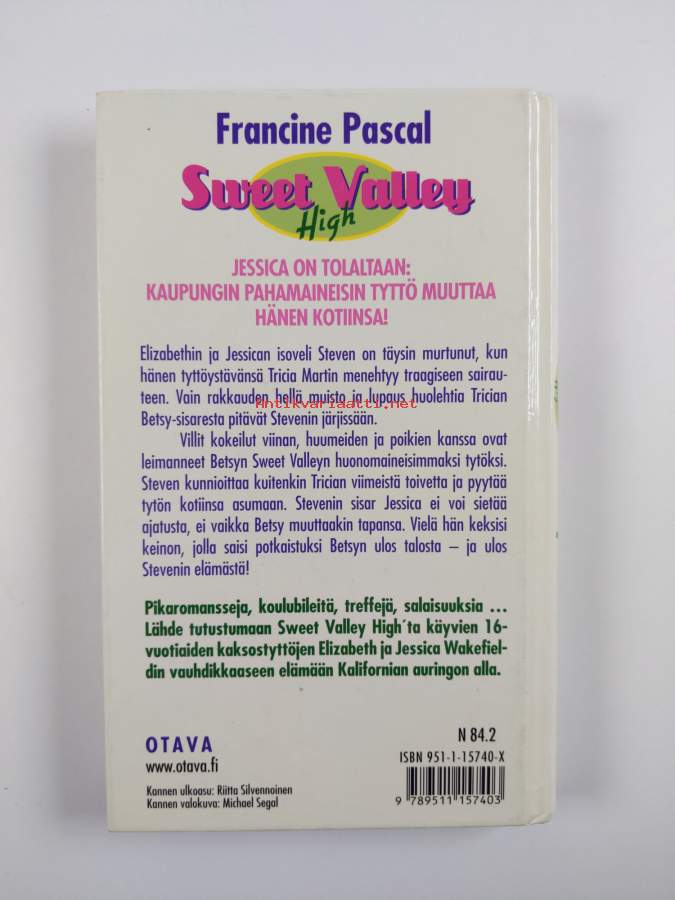 Francine Pascal
Sweet Valley
High
JESSICA ON TOLALTAAN:
KAUPUNGIN PAHAMAINEISIN TYTTÖ MUUTTAA
HÄNEN KOTIINSA!
Elizabethin ja Jessican isoveli Steven on täysin murtunut, kun
hänen tyttöystävänsä Tricia Martin menehtyy traagiseen sairau-
teen. Vain rakkauden hellä muisto ja lupaus huolehtia Trician
Antikvariaatti.net
Betsy-sisaresta pitävät Stevenin järjissään.
Villit kokeilut viinan, huumeiden ja poikien kanssa ovat
leimanneet Betsyn Sweet Valleyn huonomaineisimmaksi tytöksi.
Steven kunnioittaa kuitenkin Trician viimeistä toivetta ja pyytää
tytön kotiinsa asumaan. Stevenin sisar Jessica ei voi sietää
ajatusta, ei vaikka Betsy muuttaakin tapansa. Vielä hän keksisi
keinon, jolla saisi potkaistuksi Betsyn ulos talosta – ja ulos
Stevenin elämästä!
Pikaromansseja, koulubileitä, treffejä, salaisuuksia ...
Lähde tutustumaan Sweet Valley High´ta käyvien 16-
vuotiaiden kaksostyttöjen Elizabeth ja Jessica Wakefiel-
din vauhdikkaaseen elämään Kalifornian auringon alla.
OTAVA
www.otava.fi
Kannen ulkoasu: Riitta Silvennoinen
Kannen valokuva: Michael Segal
N 84.2
ISBN 951-1-15740-X
9 789511 157403